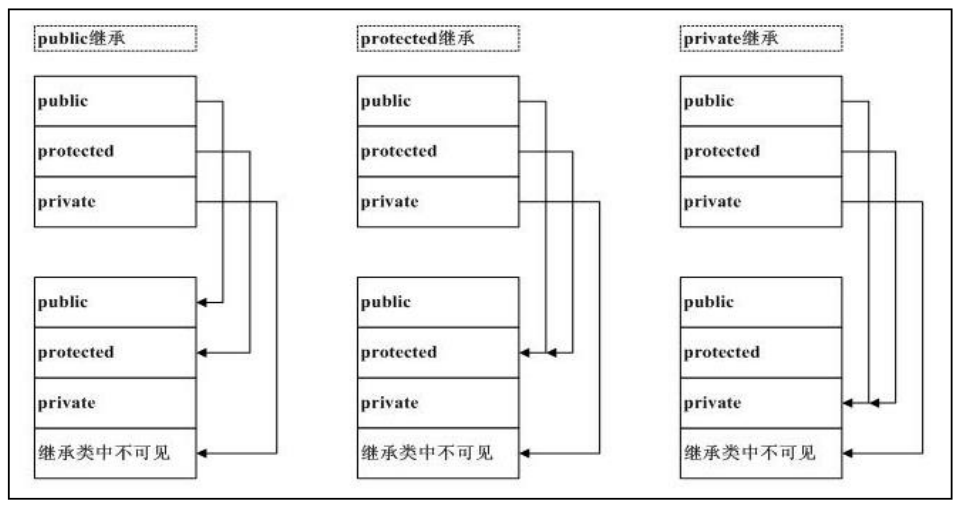 public继承
protected继承
private继承
public
protected
private
public
protected
private
继承类中不可见
public
protected
private
public
protected
private
继承类中不可见
public
protected
private
public
protected
private
继承类中不可见